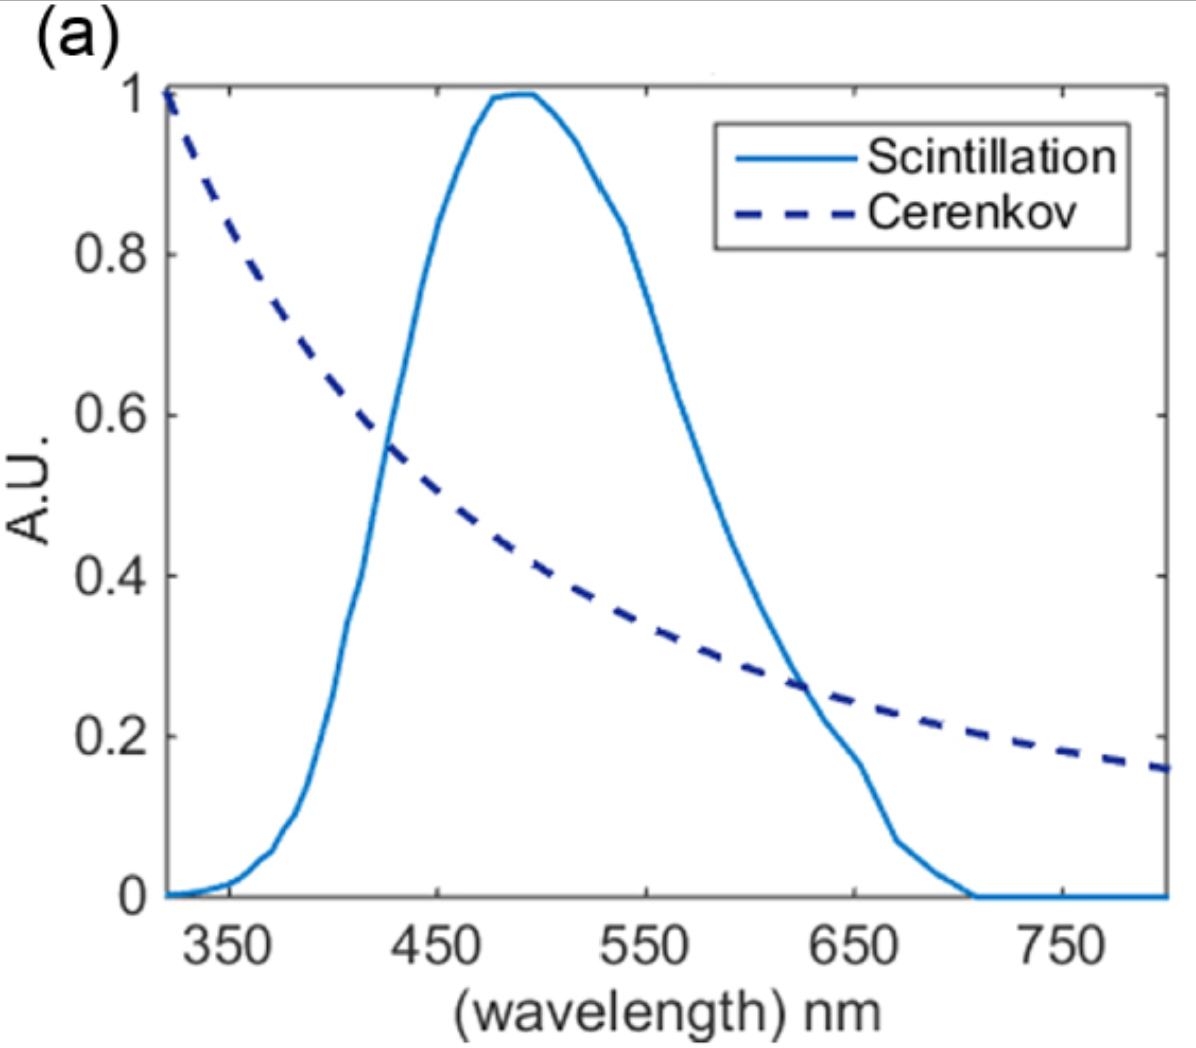 (a)
1
0.8
0.6
0.4
0.2
0
A.U.
Scintillation
Cerenkov
350 450 550 650 750
(wavelength) nm